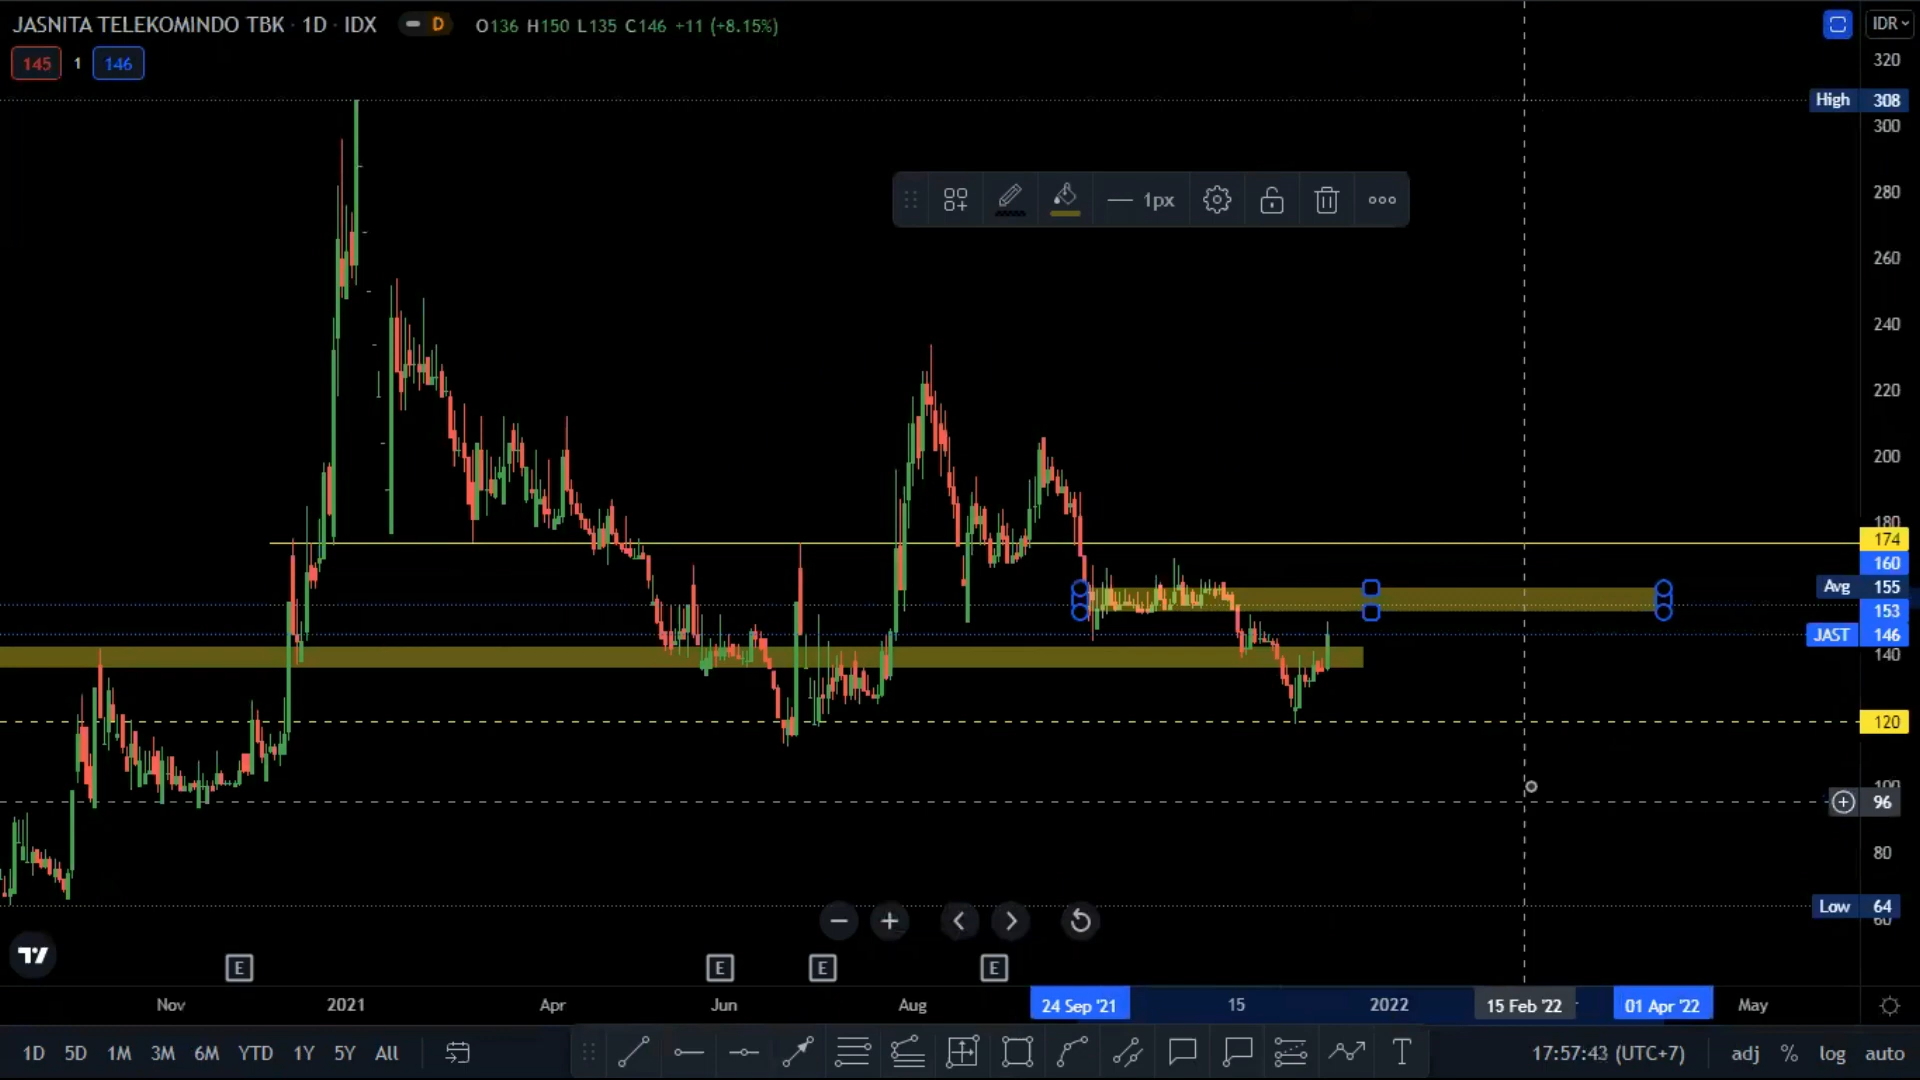 JASNITA TELEKOMINDO TBK · 1D · IDX D O136 H150 L135 C146 +11 (+8.15%) IDR
145 1 146
320
High 308
300
280
1px
260
240
220
200
180
174
160
Avg 155
153
JAST 146
140
120
100
96
80
Low 64
60
E E E E
Nov 2021 Apr Jun Aug 24 Sep '21 15 2022 15 Feb '22 01 Apr '22 May
1D 5D 1M 3M 6M YTD 1Y 5Y All T 17:57:43 (UTC+7) adj % log auto